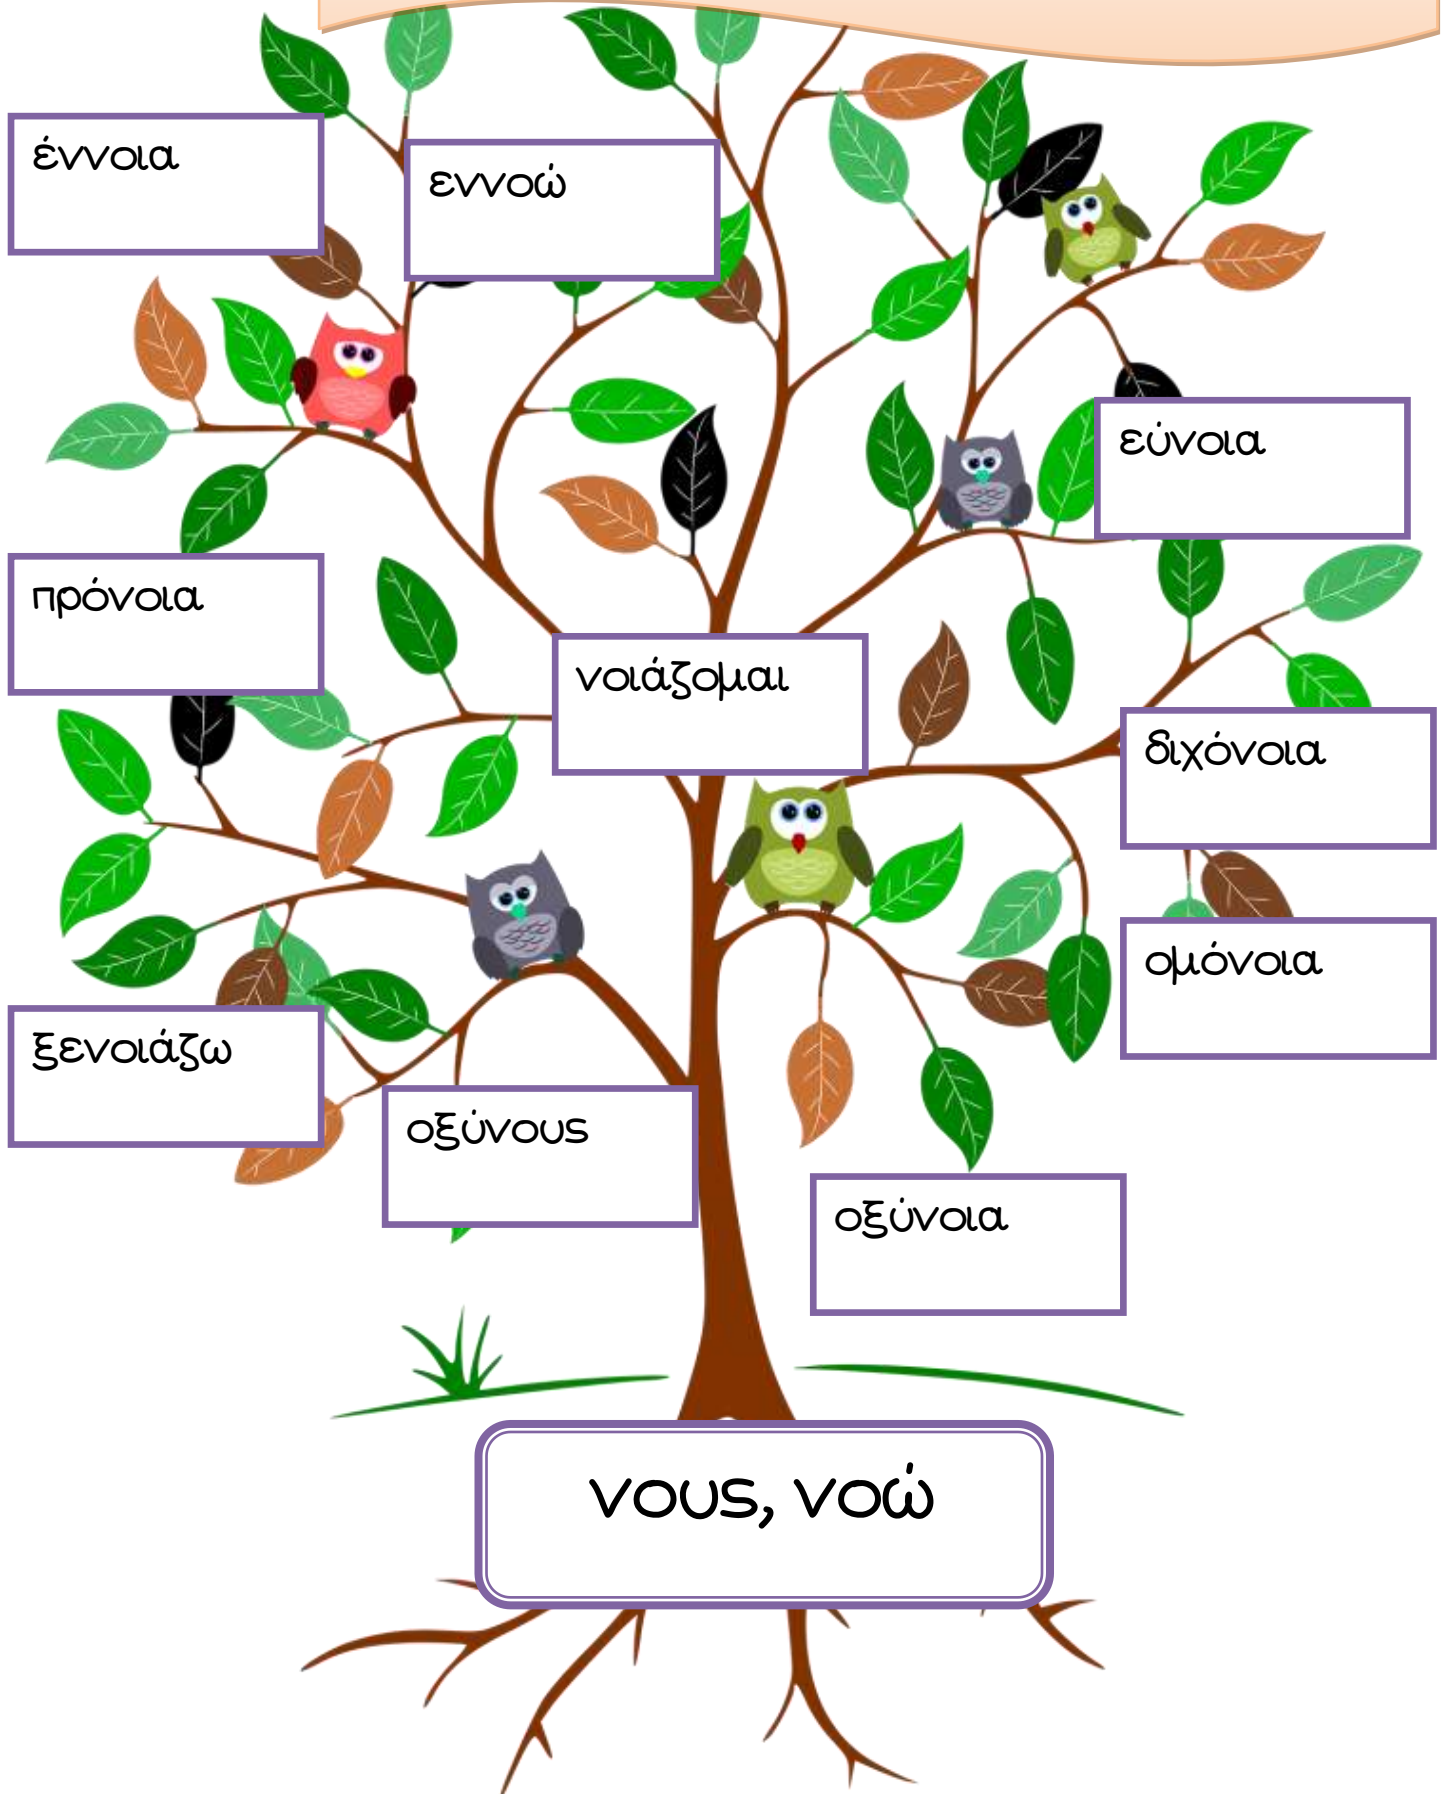 έννοια
εννοώ
εύνοια
πρόνοια
νοιάζομαι
διχόνοια
ομόνοια
ξενοιάζω
οξύνους
οξύνοια
νους, νοώ